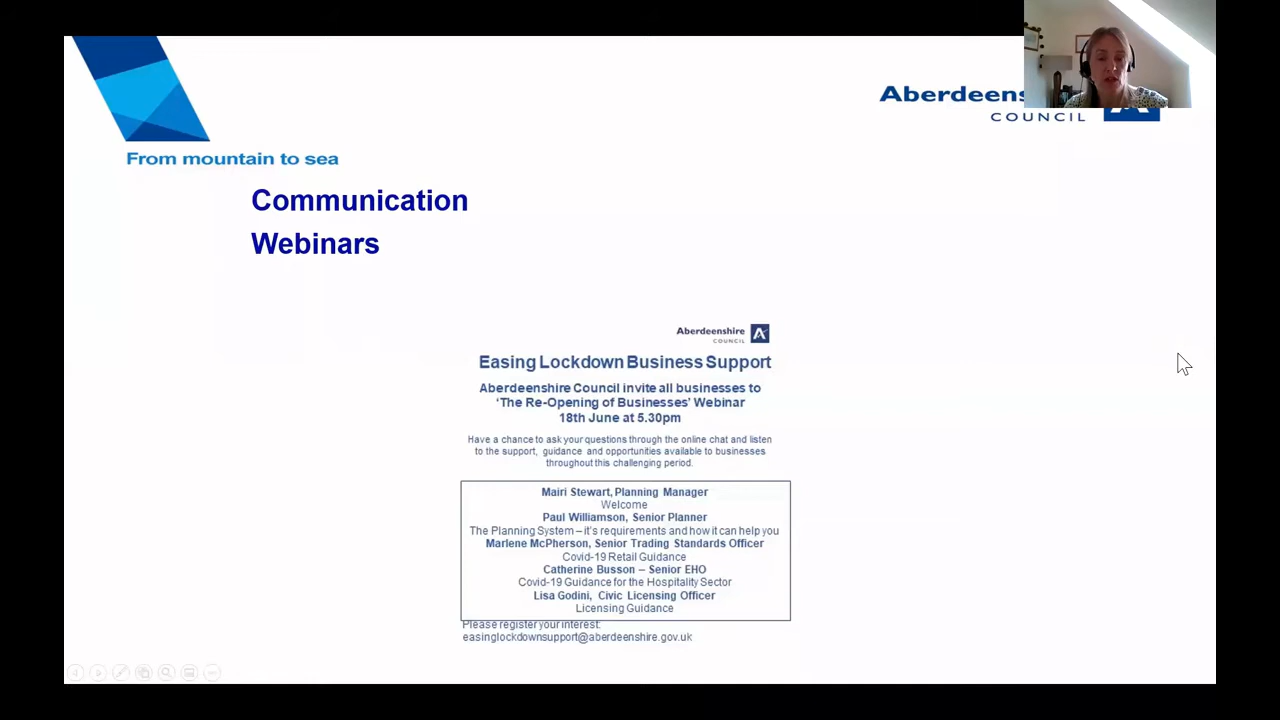 Aberdeens
COUNCIL
From mountain to sea
Communication
Webinars
Aberdeenshire
COUNCIL
Easing Lockdown Business Support
Aberdeenshire Council invite all businesses to
‘The Re-Opening of Businesses’ Webinar
18th June at 5.30pm
Have a chance to ask your questions through the online chat and listen
to the support, guidance and opportunities available to businesses
throughout this challenging period.
Mairi Stewart, Planning Manager
Welcome
Paul Williamson, Senior Planner
The Planning System – it’s requirements and how it can help you
Marlene McPherson, Senior Trading Standards Officer
Covid-19 Retail Guidance
Catherine Busson – Senior EHO
Covid-19 Guidance for the Hospitality Sector
Lisa Godini, Civic Licensing Officer
Licensing Guidance
Please register your interest:
easinglockdownsupport@aberdeenshire.gov.uk